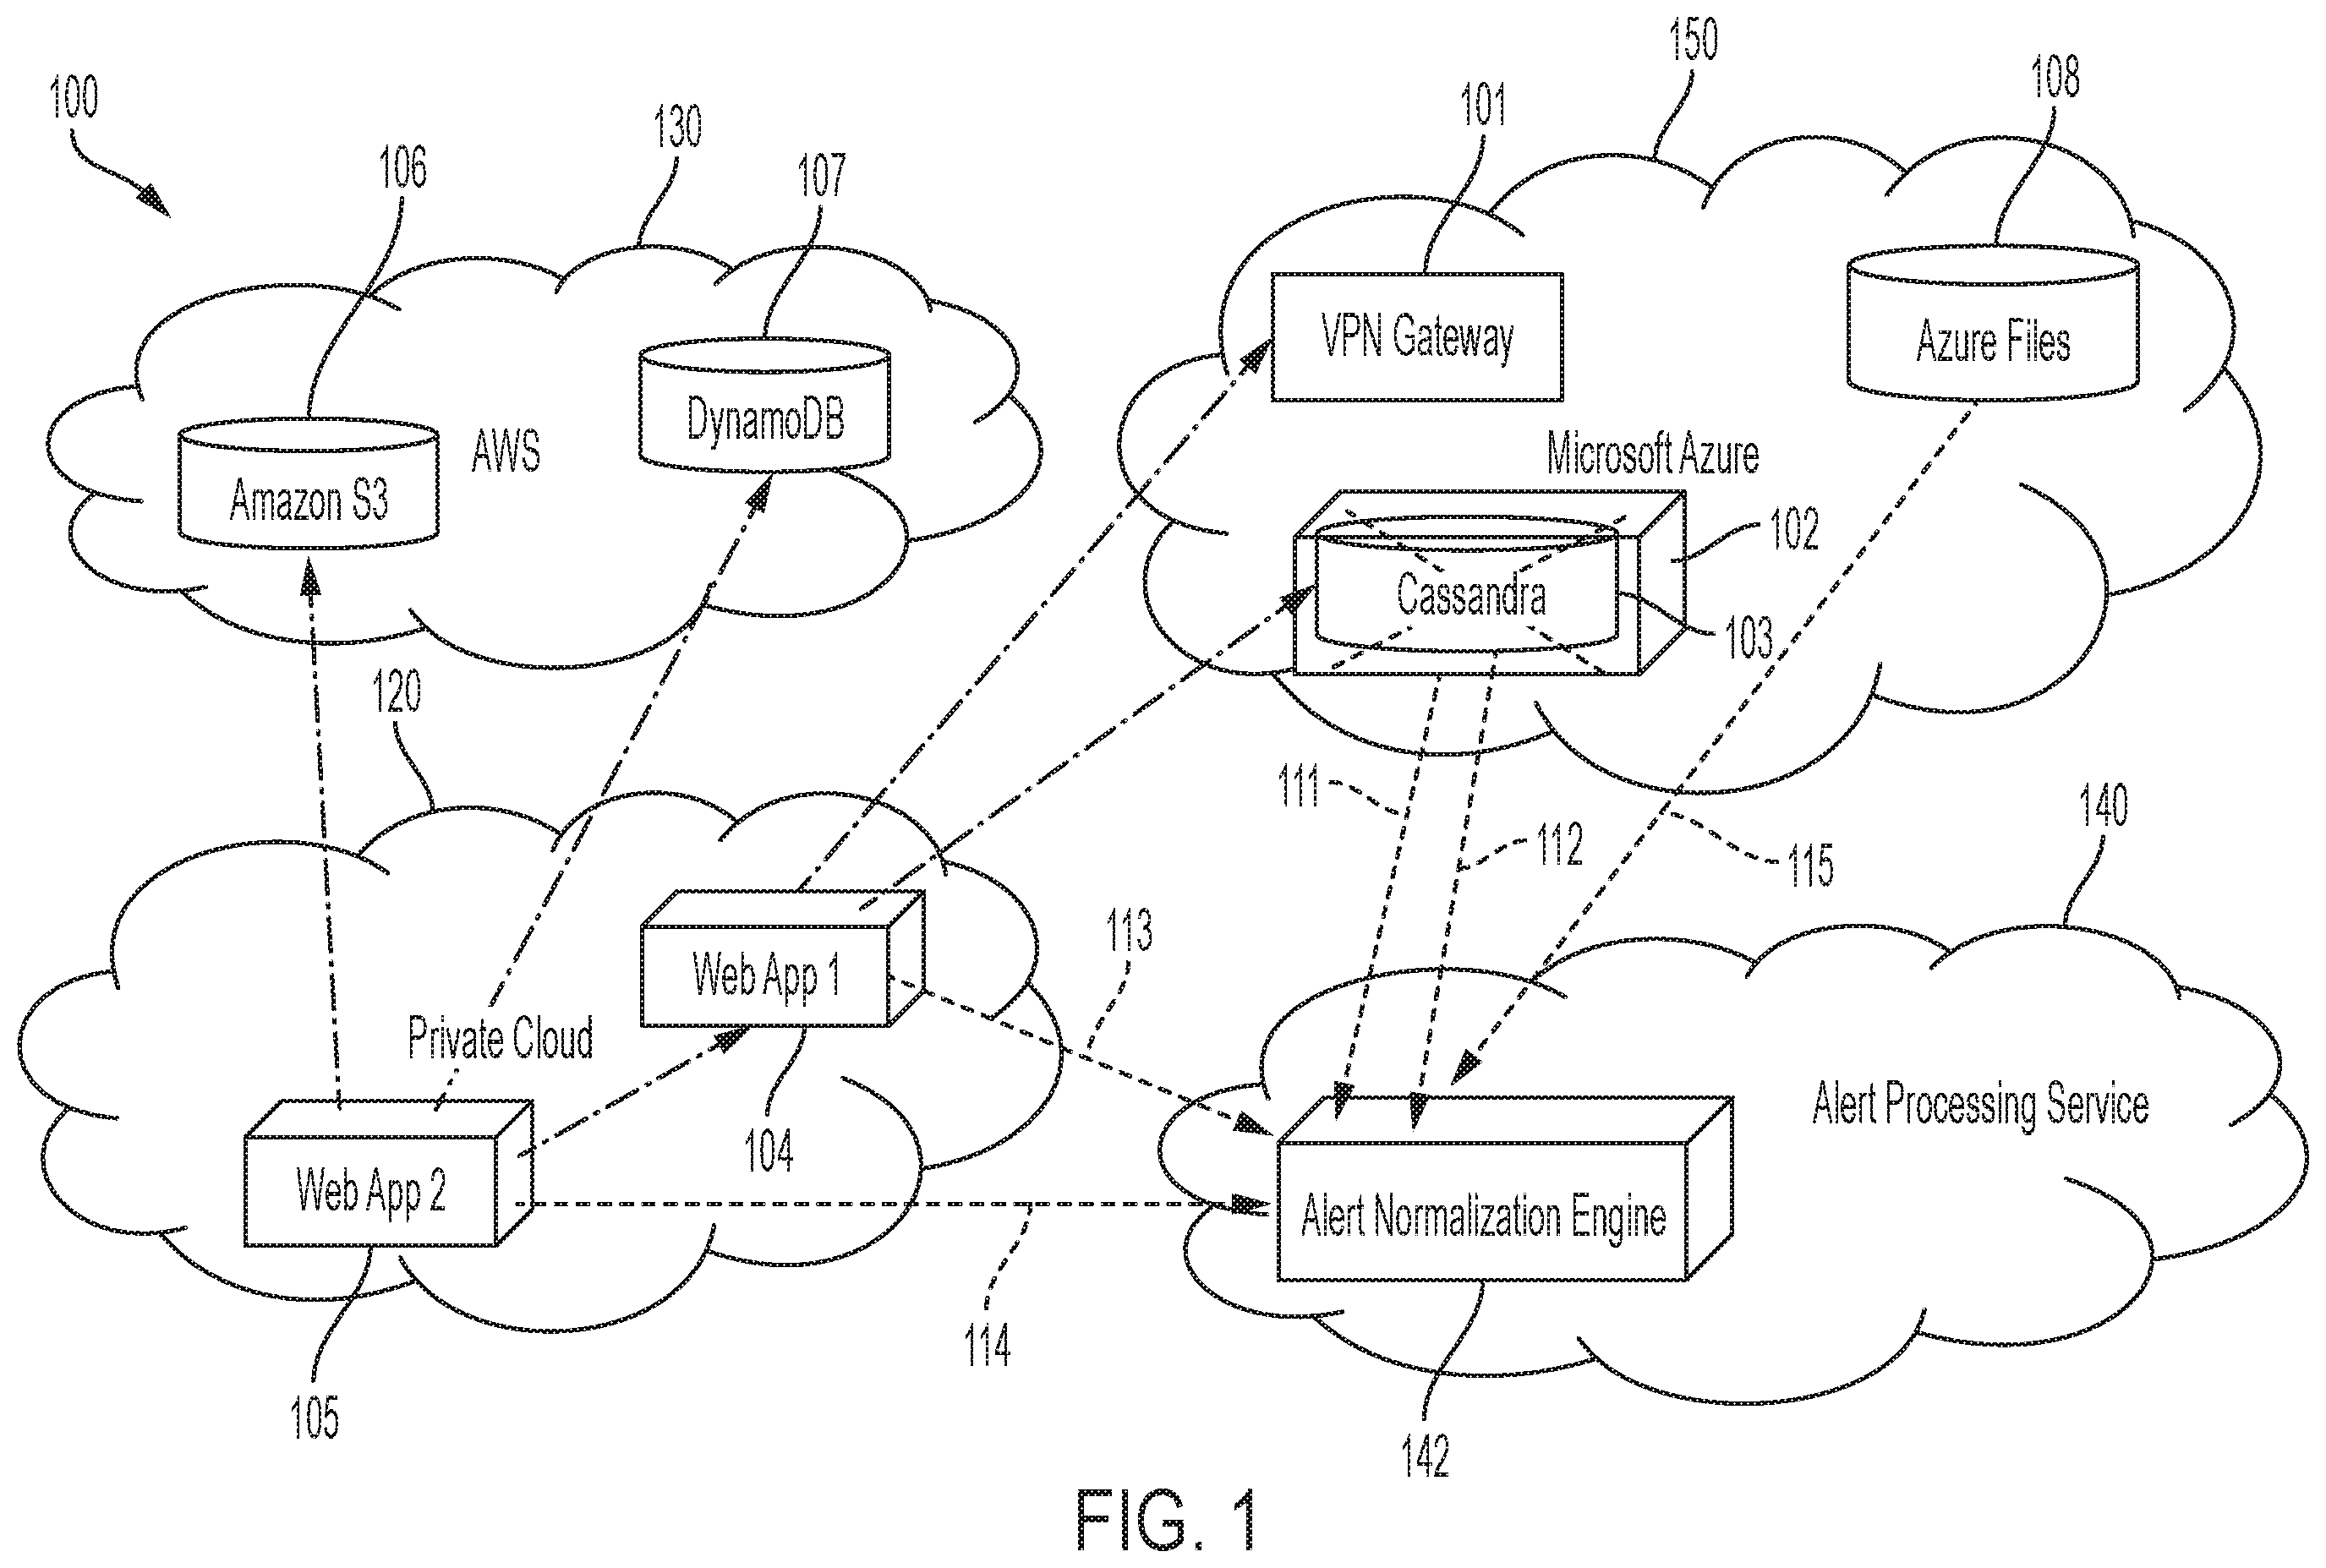 150
108
100
101
130
106
107
VPN Gateway
Azure Files
DynamoDB
AWS
Microsoft Azure
Amazon S3
102
Cassandra
103
120
111
140
112
115
113
Web App 1
Private Cloud
Alert Processing Service
104
Web App 2
Alert Normalization Engine
114
105
142
FIG. 1